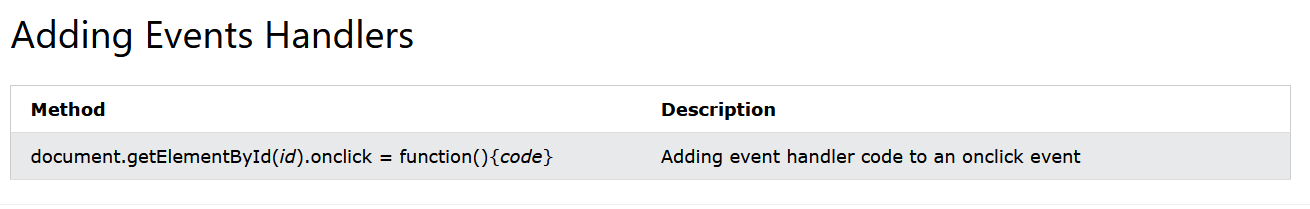 Adding Events Handlers
Method Description
document.getElementById(id).onclick = function(){code} Adding event handler code to an onclick event